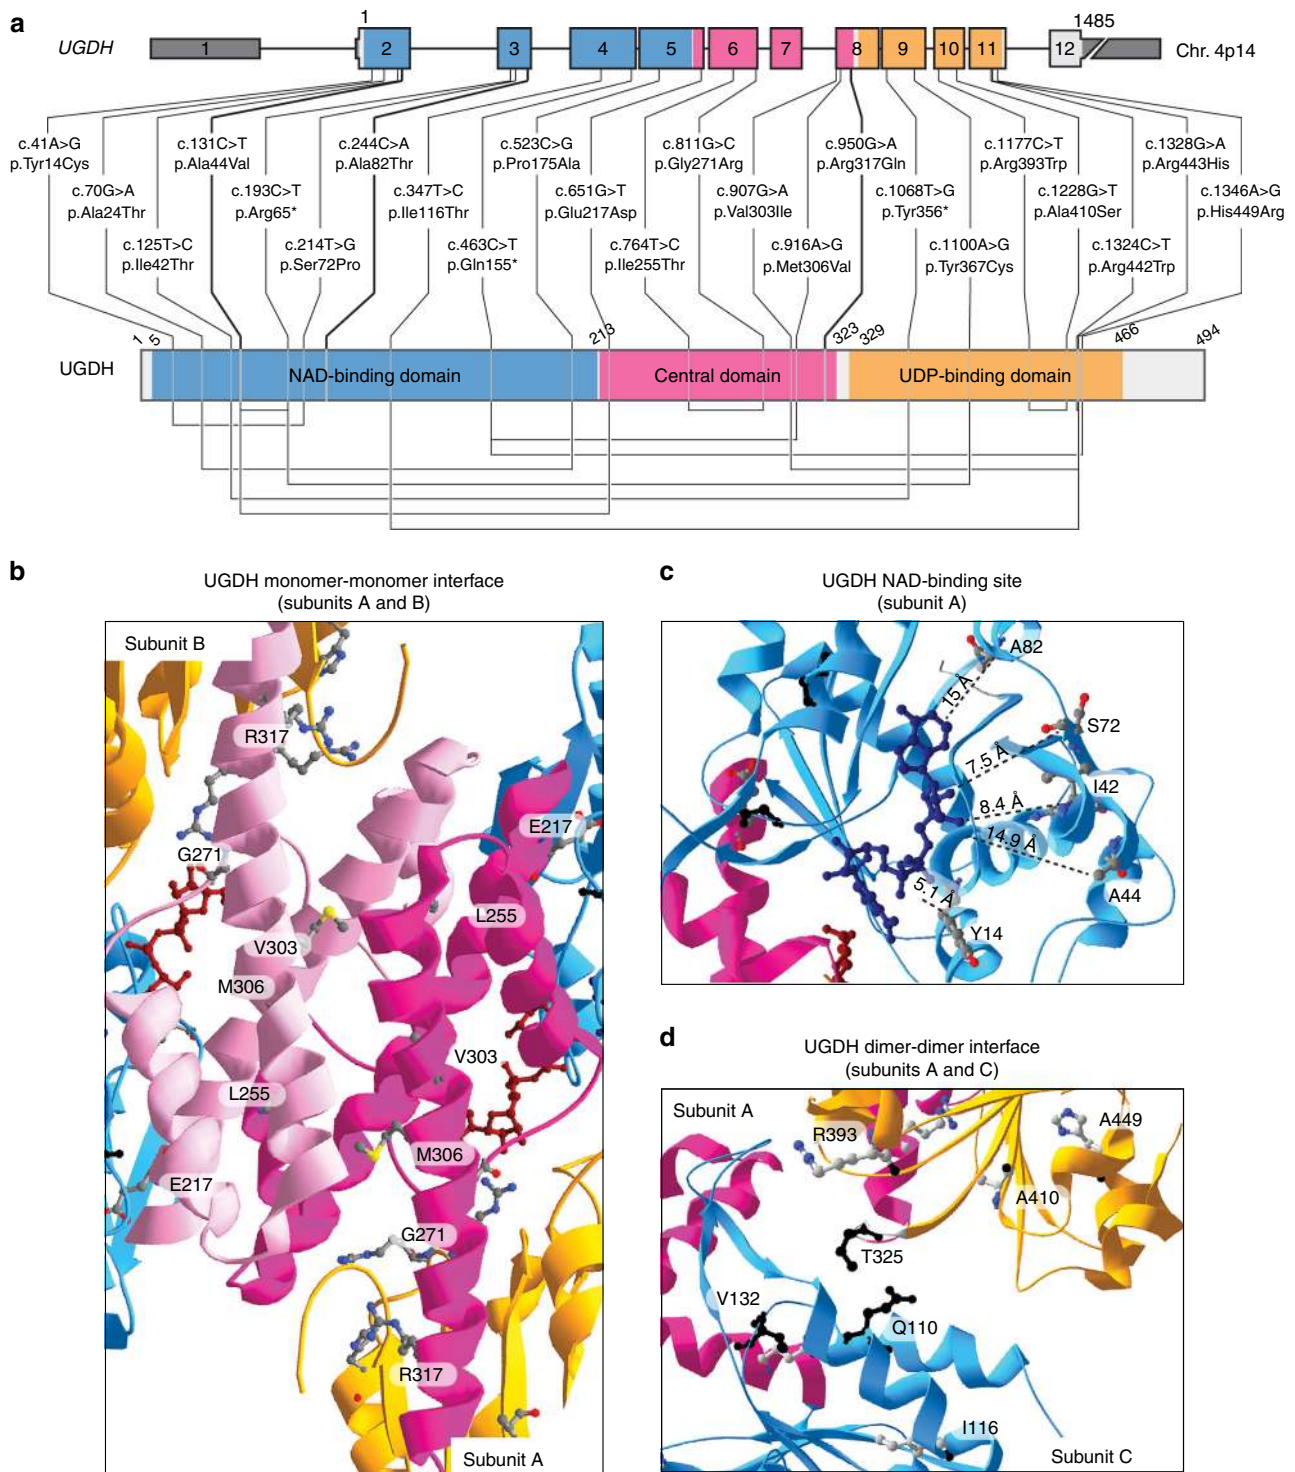 a
1
1485
UGDH
1
2
3
4
5
6
7
8
9
10
11
12
Chr. 4p14
c.41A>G
p.Tyr14Cys
c.70G>A
p.Ala24Thr
c.125T>C
p.Ile42Thr
c.131C>T
p.Ala44Val
c.193C>T
p.Arg65*
c.214T>G
p.Ser72Pro
c.244C>A
p.Ala82Thr
c.347T>C
p.Ile116Thr
c.463C>T
p.Gln155*
c.523C>G
p.Pro175Ala
c.651G>T
p.Glu217Asp
c.764T>C
p.Ile255Thr
c.811G>C
p.Gly271Arg
c.907G>A
p.Val303Ile
c.916A>G
p.Met306Val
c.950G>A
p.Arg317Gln
c.1068T>G
p.Tyr356*
c.1100A>G
p.Tyr367Cys
c.1177C>T
p.Arg393Trp
c.1228G>T
p.Ala410Ser
c.1324C>T
p.Arg442Trp
c.1328G>A
p.Arg443His
c.1346A>G
p.His449Arg
1
5
213
323
329
466
494
UGDH
NAD-binding domain
Central domain
UDP-binding domain
b
UGDH monomer-monomer interface
(subunits A and B)
Subunit B
R317
G271
E217
L255
V303
M306
V303
L255
M306
E217
G271
R317
Subunit A
c
UGDH NAD-binding site
(subunit A)
A82
15 Å
S72
7.5 Å
I42
8.4 Å
14.9 Å
A44
5.1 Å
Y14
d
UGDH dimer-dimer interface
(subunits A and C)
Subunit A
A449
R393
A410
T325
V132
Q110
I116
Subunit C